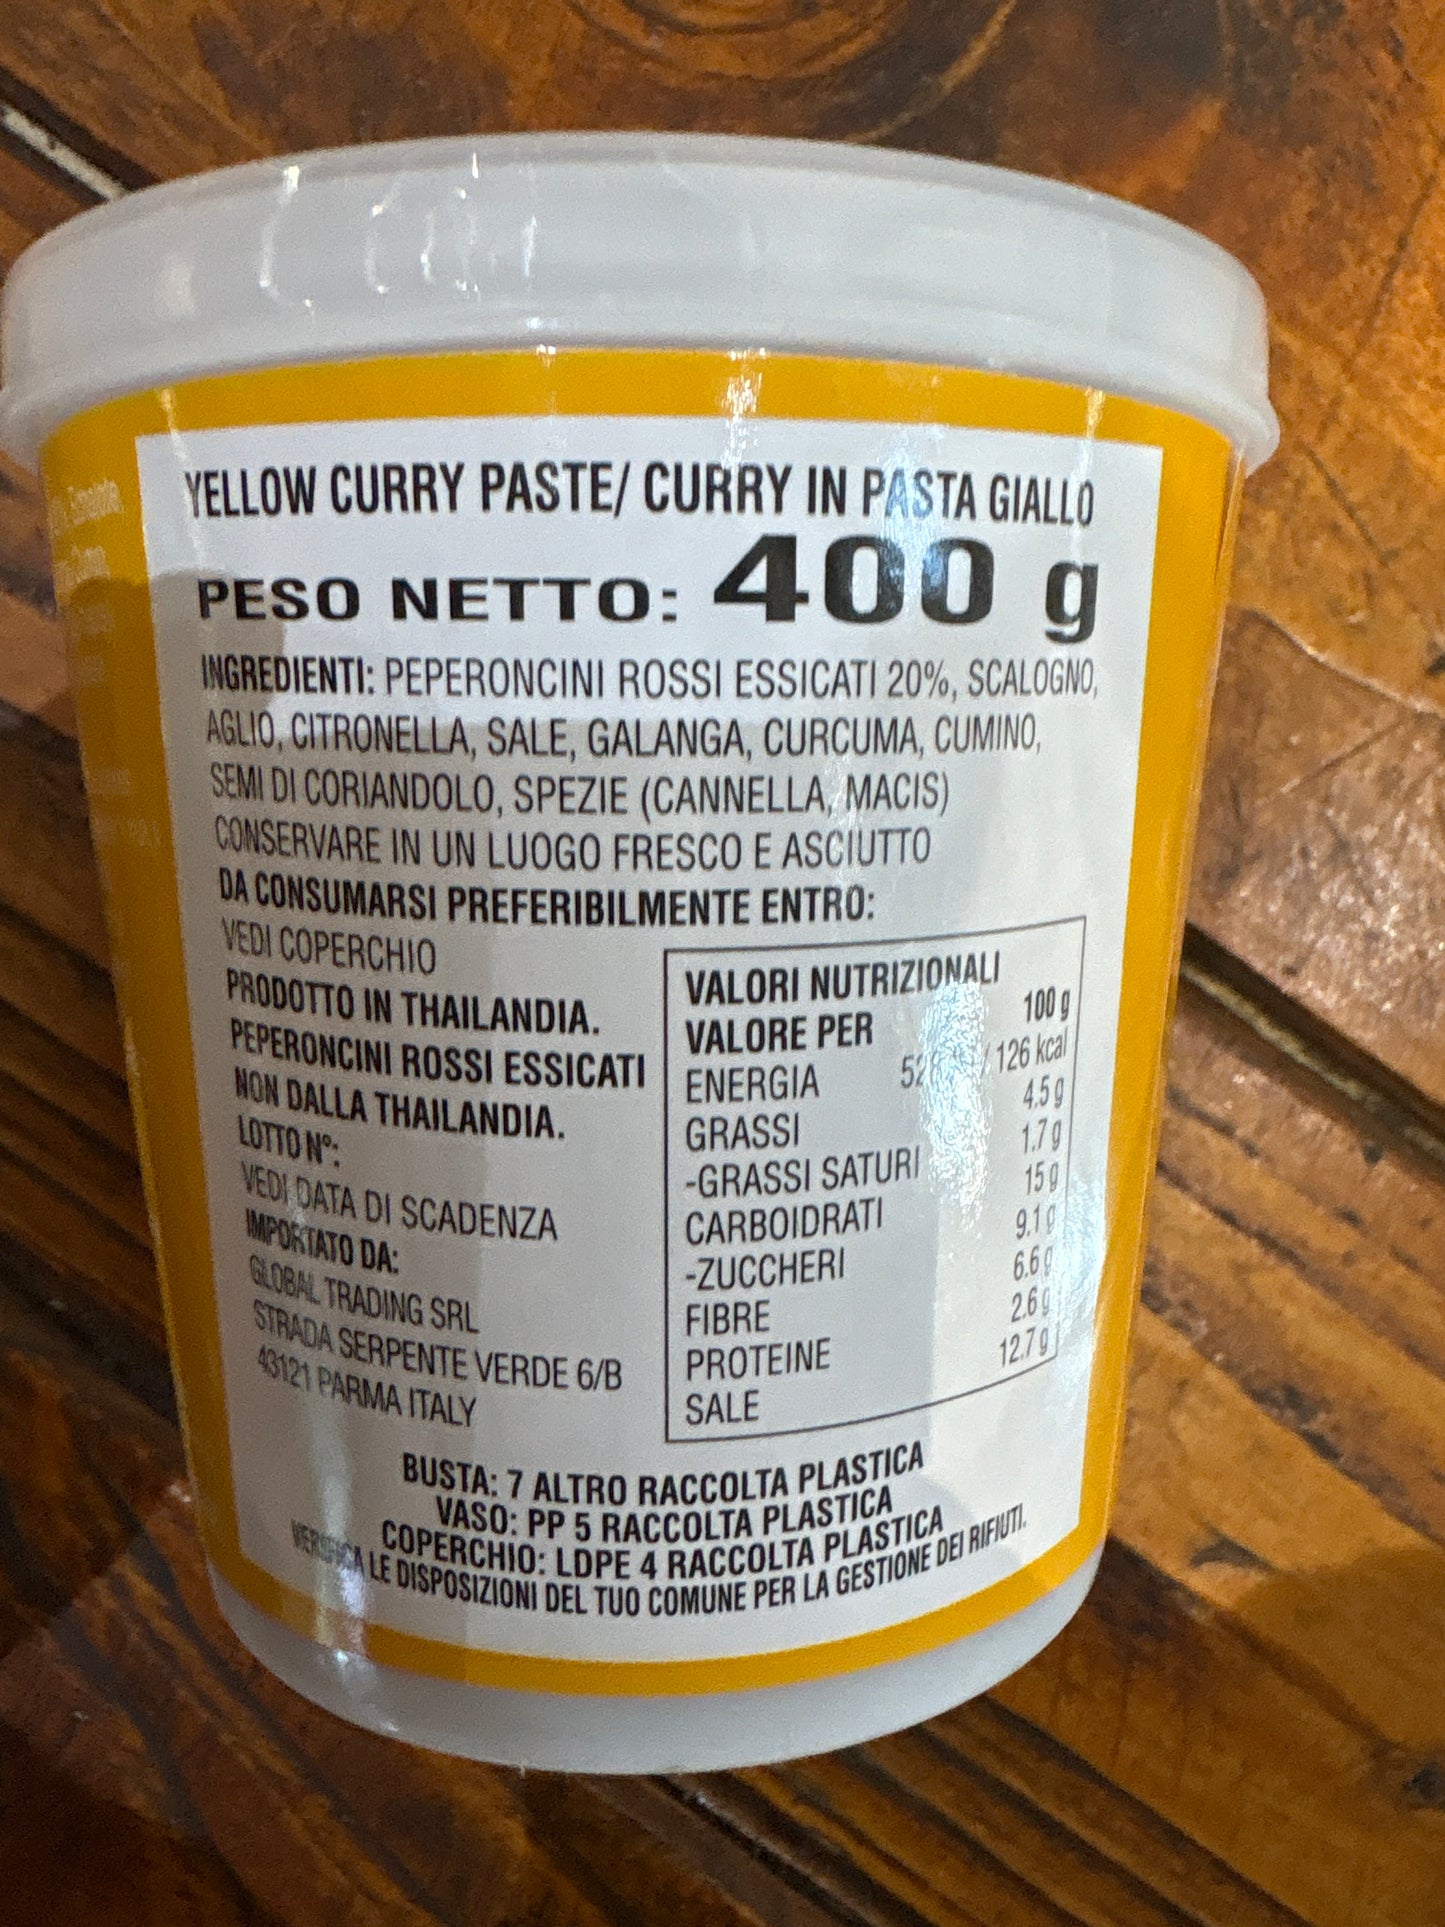 YELLOW CURRY PASTE/ CURRY IN PASTA GIALLO
PESO NETTO: 400 g
INGREDIENTI: PEPERONCINI ROSSI ESSICATI 20%, SCALOGNO,
AGLIO, CITRONELLA, SALE, GALANGA, CURCUMA, CUMINO,
SEMI DI CORIANDOLO, SPEZIE (CANNELLA, MACIS)
CONSERVARE IN UN LUOGO FRESCO E ASCIUTTO
DA CONSUMARSI PREFERIBILMENTE ENTRO:
VEDI COPERCHIO
PRODOTTO IN THAILANDIA.
PEPERONCINI ROSSI ESSICATI
NON DALLA THAILANDIA.
LOTTO N°:
VEDI DATA DI SCADENZA
IMPORTATO DA:
GLOBAL TRADING SRL
STRADA SERPENTE VERDE 6/B
43121 PARMA ITALY
VALORI NUTRIZIONALI
VALORE PER 100 g
ENERGIA / 126 kcal
GRASSI 4.5 g
-GRASSI SATURI 1.7 g
CARBOIDRATI 15 g
-ZUCCHERI 9.1 g
FIBRE 6.6 g
PROTEINE 2.6 g
SALE 12.7 g
BUSTA: 7 ALTRO RACCOLTA PLASTICA
VASO: PP 5 RACCOLTA PLASTICA
COPERCHIO: LDPE 4 RACCOLTA PLASTICA
VERIFICA LE DISPOSIZIONI DEL TUO COMUNE PER LA GESTIONE DEI RIFIUTI.